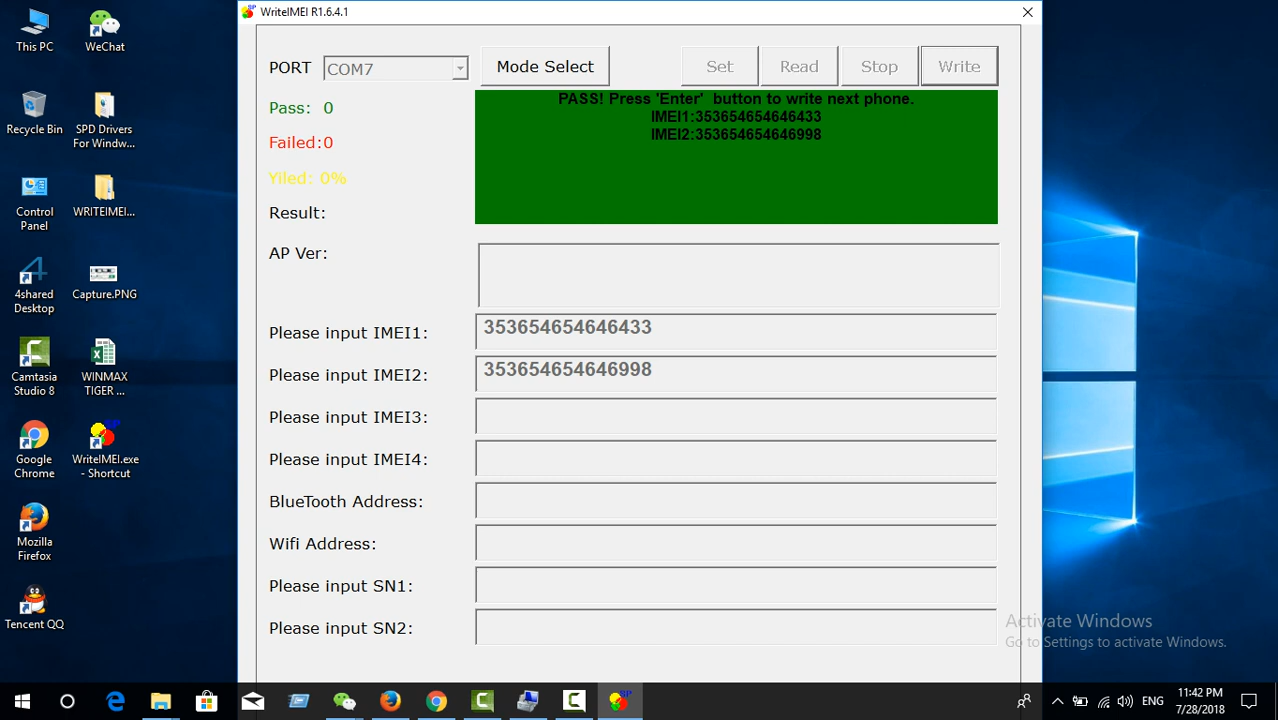 WriteIMEI R1.6.4.1
This PC
WeChat
Recycle Bin
SPD Drivers
For Windw...
Control
Panel
WRITEIMEI...
4shared
Desktop
Capture.PNG
Camtasia
Studio 8
WINMAX
TIGER ...
Google
Chrome
WriteIMEI.exe
- Shortcut
Mozilla
Firefox
Tencent QQ
PORT COM7 Mode Select Set Read Stop Write
Pass: 0
Failed:0
Yiled: 0%
Result:
PASS! Press 'Enter' button to write next phone.
IMEI1:353654654646433
IMEI2:353654654646998
AP Ver:
Please input IMEI1: 353654654646433
Please input IMEI2: 353654654646998
Please input IMEI3:
Please input IMEI4:
BlueTooth Address:
Wifi Address:
Please input SN1:
Please input SN2:
Activate Windows
Go to Settings to activate Windows.
SP
SP
SP
ENG
11:42 PM
7/28/2018